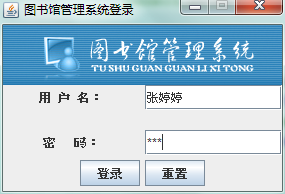 图书馆管理系统登录
图书馆管理系统
TU SHU GUAN GUAN LI XI TONG
用 户 名： 张婷婷
密 码： ***
登录 重置